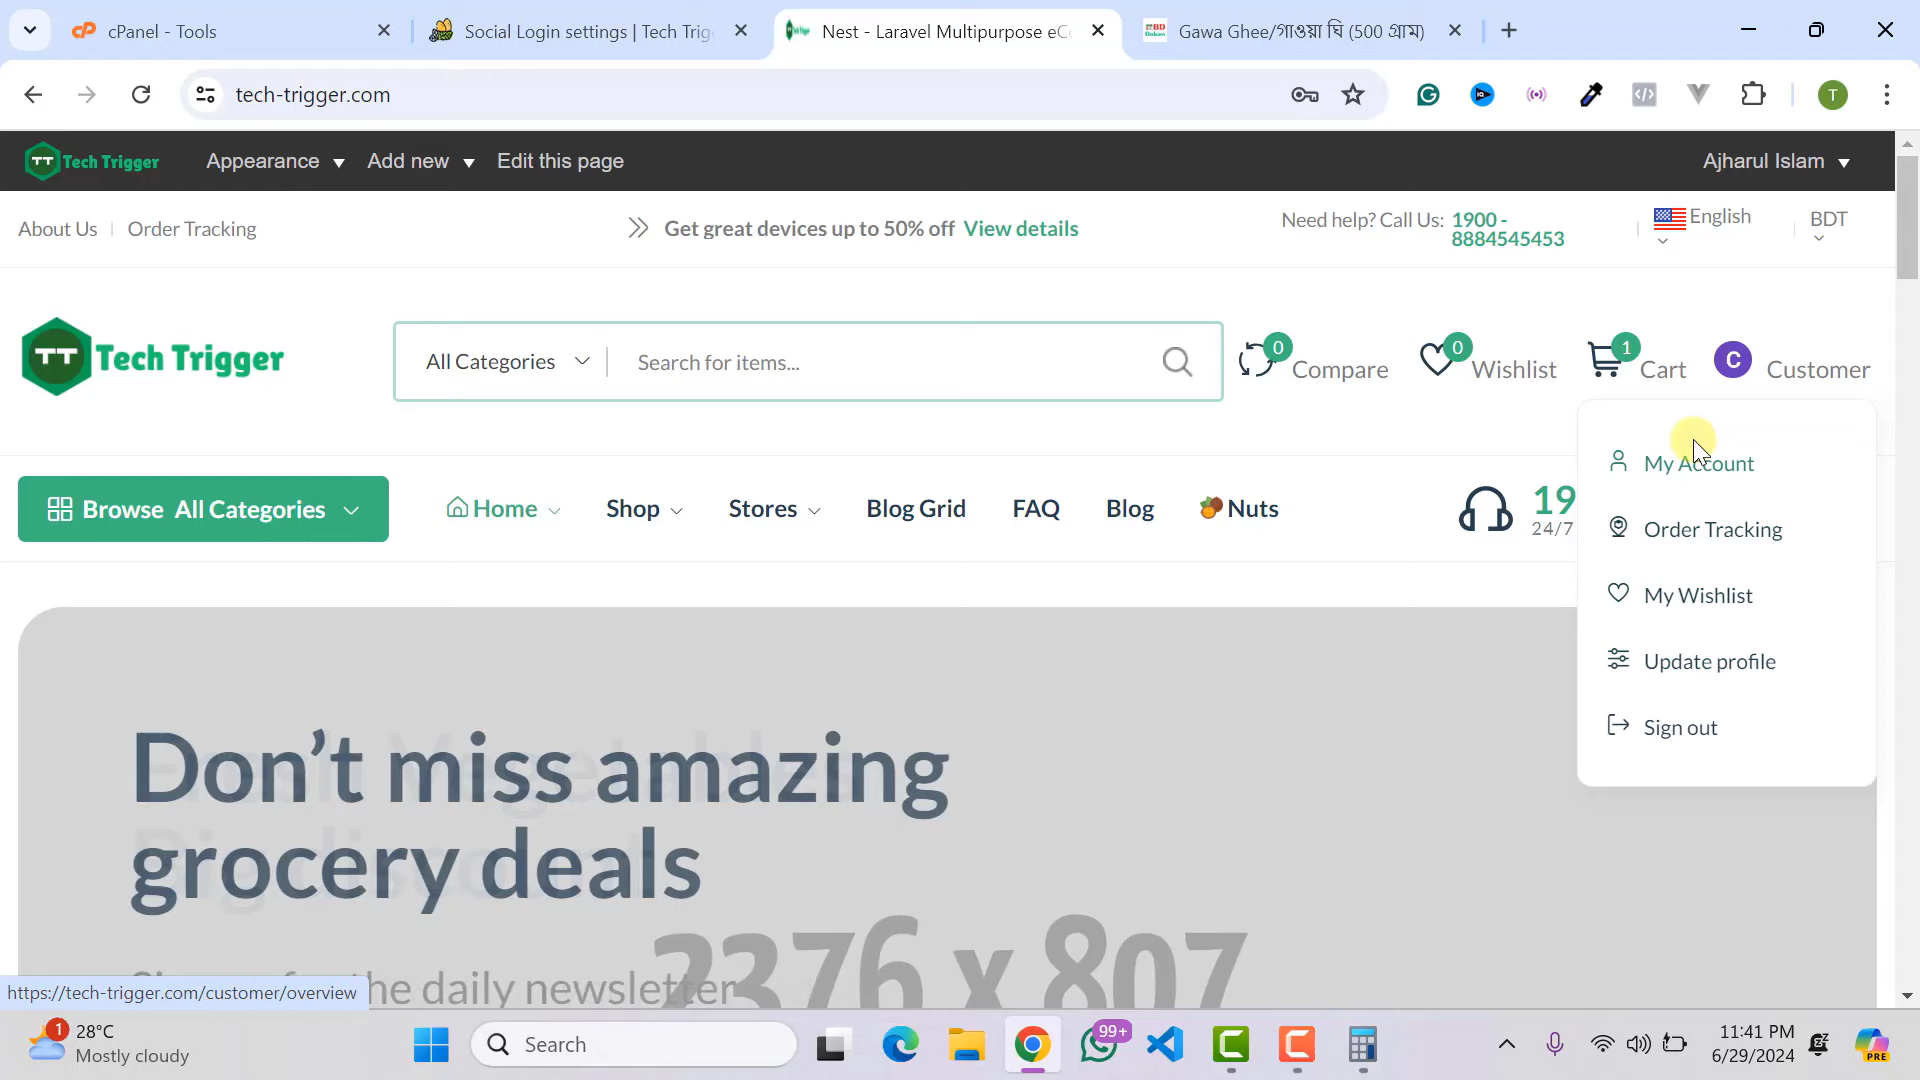 cPanel - Tools
Social Login settings | Tech Trig
Nest - Laravel Multipurpose eCo
Gawa Ghee/গাওয়া ঘি (500 গ্রাম)
tech-trigger.com
T
TT Tech Trigger
Appearance
Add new
Edit this page
Ajharul Islam
About Us
Order Tracking
Get great devices up to 50% off View details
Need help? Call Us: 1900 -
8884545453
English
BDT
TT Tech Trigger
All Categories
Search for items...
0
Compare
0
Wishlist
1
Cart
C
Customer
My Account
Order Tracking
My Wishlist
Update profile
Sign out
Browse All Categories
Home
Shop
Stores
Blog Grid
FAQ
Blog
Nuts
19
24/7
Don't miss amazing
grocery deals
2376 x 807
the daily newsletter
https://tech-trigger.com/customer/overview
1
28°C
Mostly cloudy
Search
99+
11:41 PM
6/29/2024
PRE